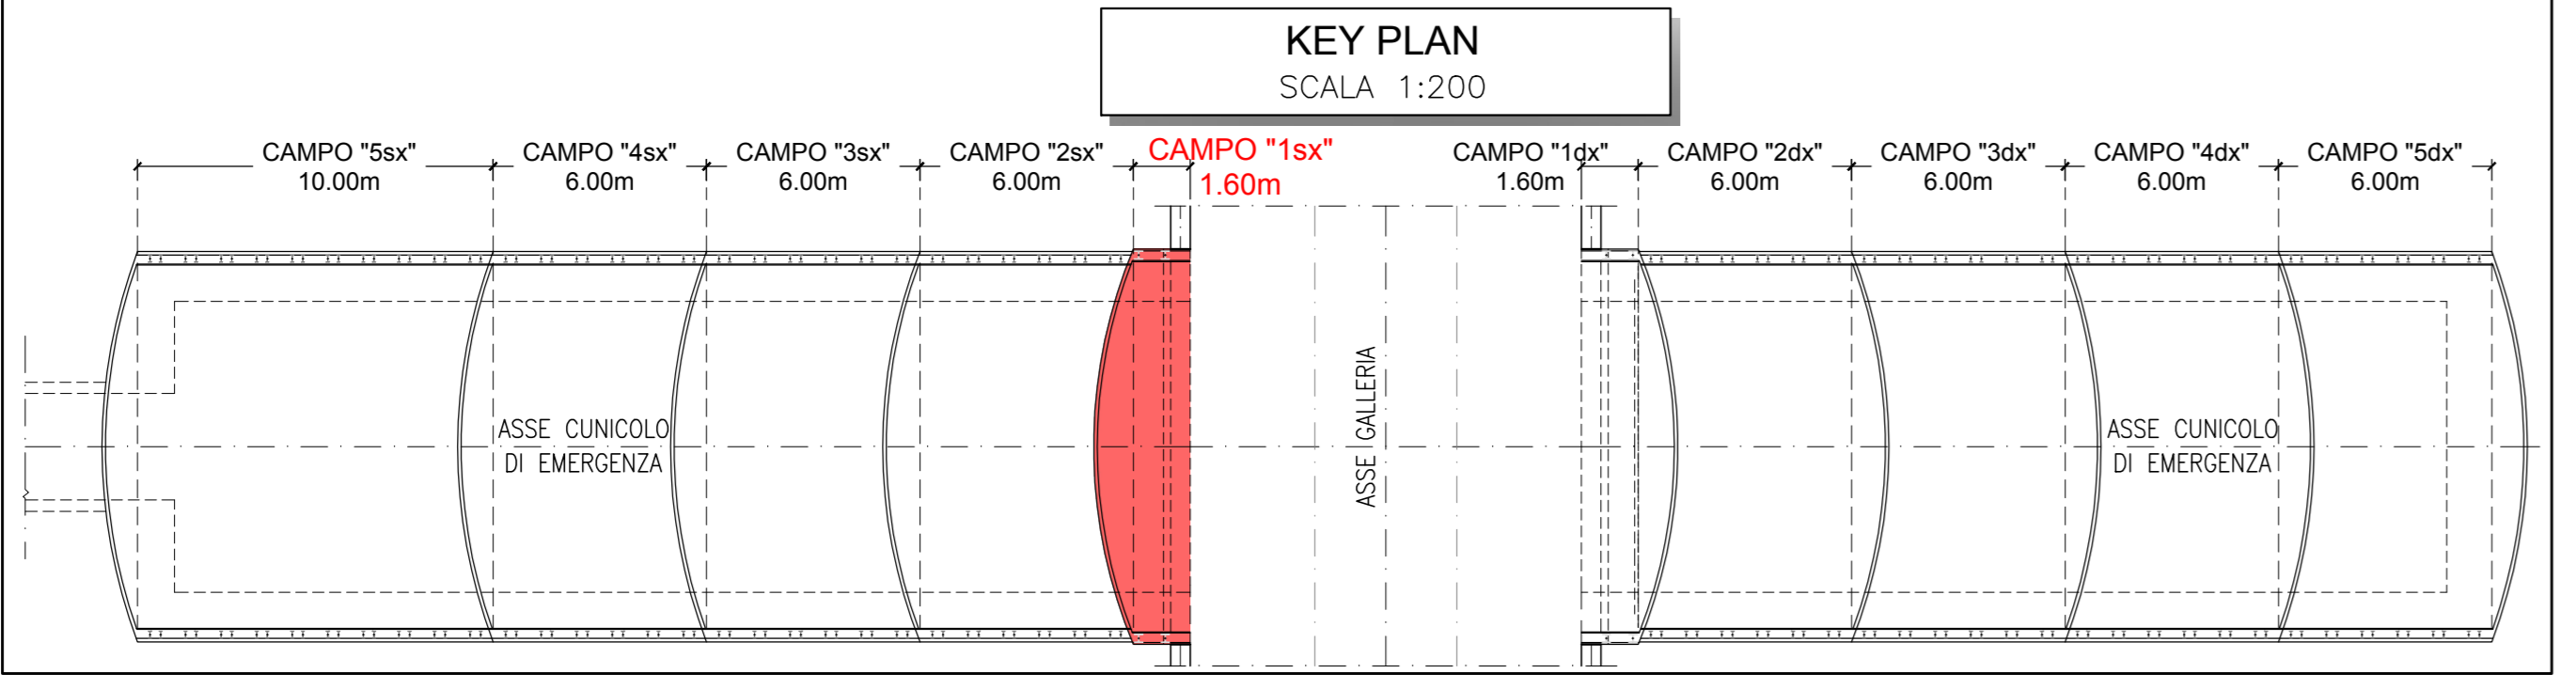 KEY PLAN
SCALA 1:200
CAMPO "5sx"
10.00m
CAMPO "4sx"
6.00m
CAMPO "3sx"
6.00m
CAMPO "2sx"
6.00m
CAMPO "1sx"
1.60m
CAMPO "1dx"
1.60m
CAMPO "2dx"
6.00m
CAMPO "3dx"
6.00m
CAMPO "4dx"
6.00m
CAMPO "5dx"
6.00m
ASSE CUNICOLO
DI EMERGENZA
ASSE GALLERIA
ASSE CUNICOLO
DI EMERGENZA